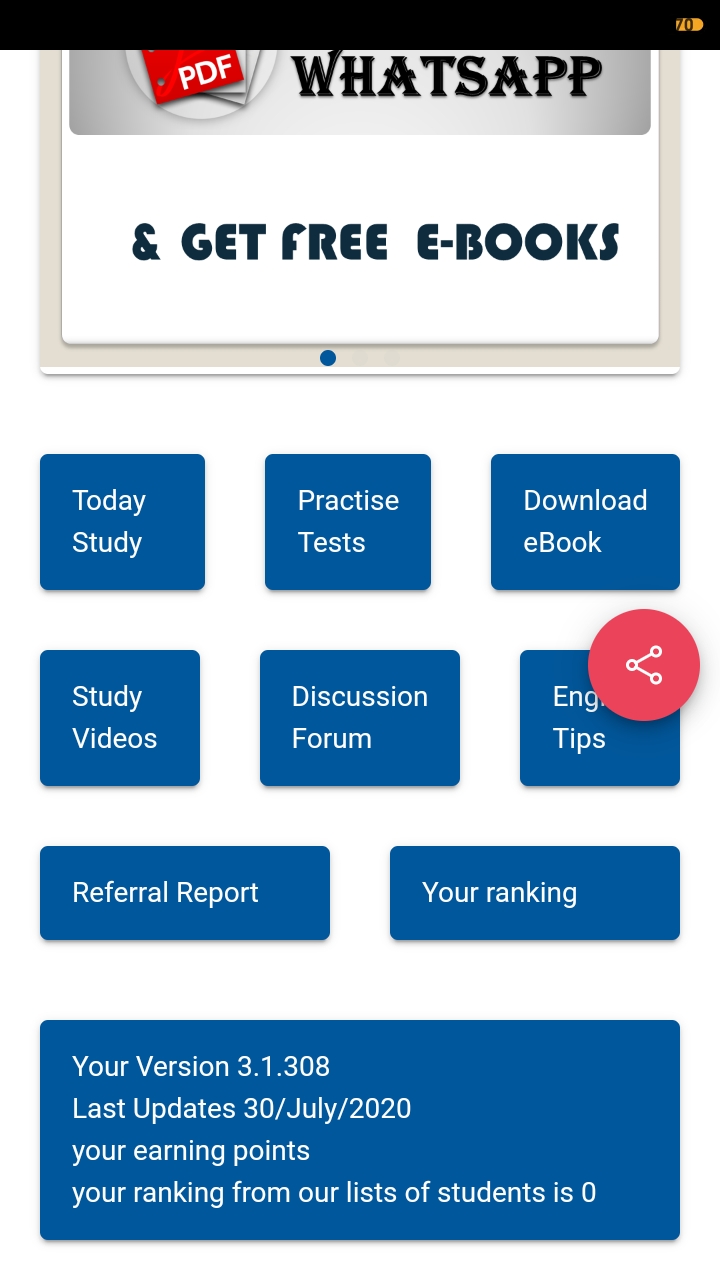 70
PDF
WHATSAPP
& GET FREE E-BOOKS
Today
Study
Practise
Tests
Download
eBook
Study
Videos
Discussion
Forum
Tips
Referral Report
Your ranking
Your Version 3.1.308
Last Updates 30/July/2020
your earning points
your ranking from our lists of students is 0